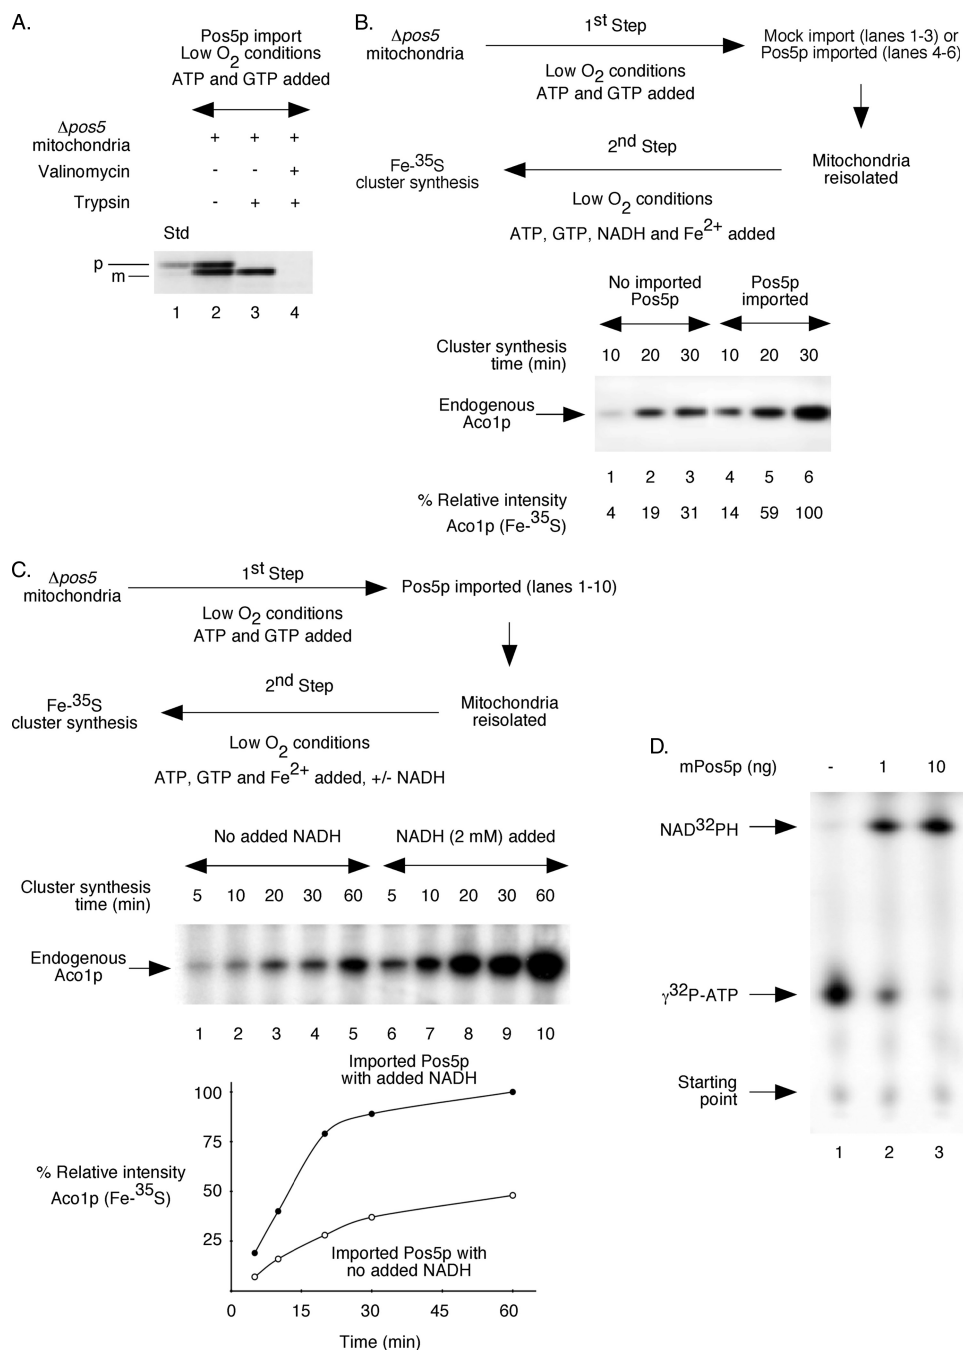 A.
Pos5p import
Low O2 conditions
ATP and GTP added
Δpos5
mitochondria + + +
Valinomycin - - +
Trypsin - + +
Std
p
m
1 2 3 4
B.
Δpos5
mitochondria
1st Step
Low O2 conditions
ATP and GTP added
Mock import (lanes 1-3) or
Pos5p imported (lanes 4-6)
Mitochondria
reisolated
2nd Step
Low O2 conditions
ATP, GTP, NADH and Fe2+ added
Fe-35S
cluster synthesis
No imported
Pos5p
Pos5p
imported
Cluster synthesis
time (min)
10 20 30 10 20 30
Endogenous
Aco1p
1 2 3 4 5 6
% Relative intensity
Aco1p (Fe-35S)
4 19 31 14 59 100
C.
Δpos5
mitochondria
1st Step
Low O2 conditions
ATP and GTP added
Pos5p imported (lanes 1-10)
Mitochondria
reisolated
2nd Step
Low O2 conditions
ATP, GTP and Fe2+ added, +/- NADH
Fe-35S
cluster synthesis
No added NADH
NADH (2 mM) added
Cluster synthesis
time (min)
5 10 20 30 60 5 10 20 30 60
Endogenous
Aco1p
1 2 3 4 5 6 7 8 9 10
Imported Pos5p
with added NADH
100
75
50
25
% Relative intensity
Aco1p (Fe-35S)
Imported Pos5p with
no added NADH
0 15 30 45 60
Time (min)
D.
mPos5p (ng) - 1 10
NAD32PH
γ32P-ATP
Starting
point
1 2 3